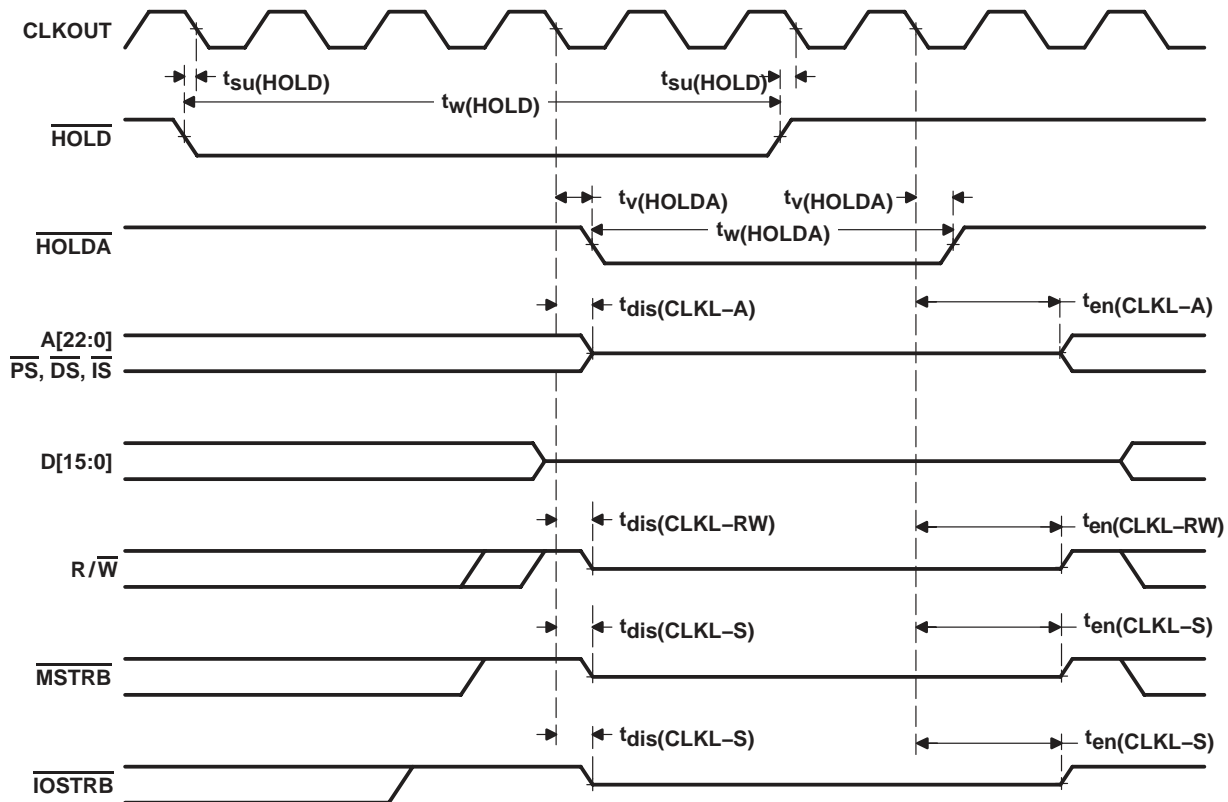 CLKOUT
tsu(HOLD)
tsu(HOLD)
tw(HOLD)
HOLD
tv(HOLDA)
tv(HOLDA)
tw(HOLDA)
HOLDA
tdis(CLKL–A)
ten(CLKL–A)
A[22:0]
PS, DS, IS
D[15:0]
tdis(CLKL–RW)
ten(CLKL–RW)
R/W
tdis(CLKL–S)
ten(CLKL–S)
MSTRB
tdis(CLKL–S)
ten(CLKL–S)
IOSTRB